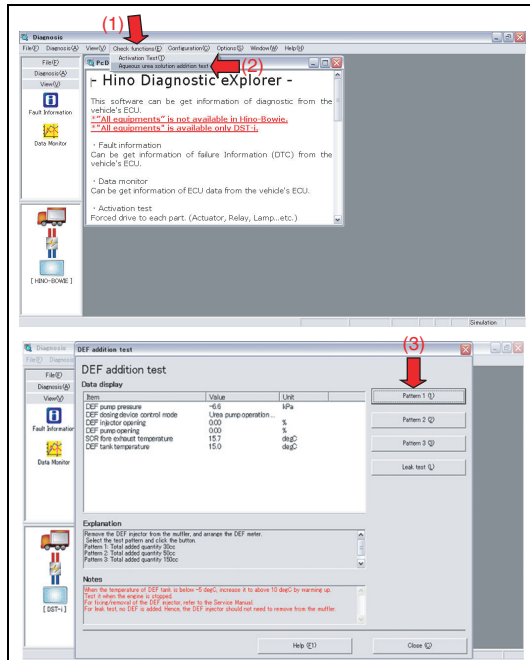 (1)
Diagnosis
File(F) Diagnosis(A) View(V) Check functions(E) Configuration(G) Options(S) Window(W) Help(H)
Activation Test(T)
Aqueous urea solution addition test
(2)
File(F)
Diagnosis(A)
View(V)
Fault Information
Data Monitor
[ HINO-BOWIE ]
PcD
- Hino Diagnostic eXplorer -
This software can get information of diagnostic from the
vehicle's ECU.
*"All equipments" is not available in Hino-Bowie.
*"All equipments" is available only DST-i.
· Fault information
Can be get information of failure Information (DTC) from the
vehicle's ECU.
· Data monitor
Can be get information of ECU data from the vehicle's ECU.
· Activation test
Forced drive to each part. (Actuator, Relay, Lamp...etc.)
Simulation
Diagnosis
File(F) Diagnosis
File(F)
Diagnosis(A)
View(V)
Fault Information
Data Monitor
[ DST-i ]
DEF addition test
(3)
DEF addition test
Data display
Item Value Unit
DEF pump pressure -6.6 kPa
DEF dosing device control mode Urea pump operation...
DEF injector opening 0.00 %
DEF pump opening 0.00 %
SCR fore exhaust temperature 15.7 degC
DEF tank temperature 15.0 degC
Pattern 1
Pattern 2
Pattern 3
Leak test (L)
Explanation
Remove the DEF injector from the muffler, and arrange the DEF meter.
Select the test pattern and click the button.
Pattern 1: Total added quantity 30cc
Pattern 2: Total added quantity 90cc
Pattern 3: Total added quantity 150cc
Notes
When the temperature of DEF tank is below -5 degC, increase it to above 10 degC by warming up.
Test it when the engine is stopped.
For fixing/removal of the DEF injector, refer to the Service Manual.
For leak test, no DEF is added. Hence, the DEF injector should not need to remove from the muffler.
Help (F1)
Close (C)